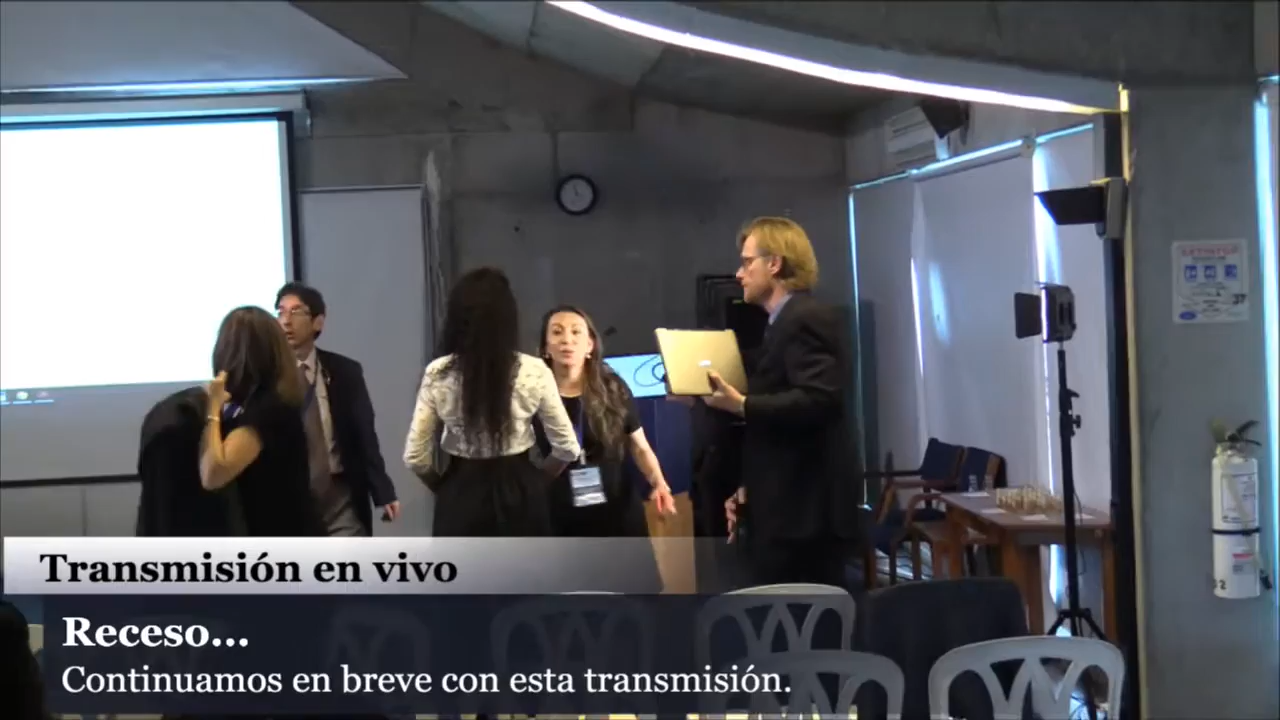 Transmisión en vivo
Receso...
Continuamos en breve con esta transmisión.